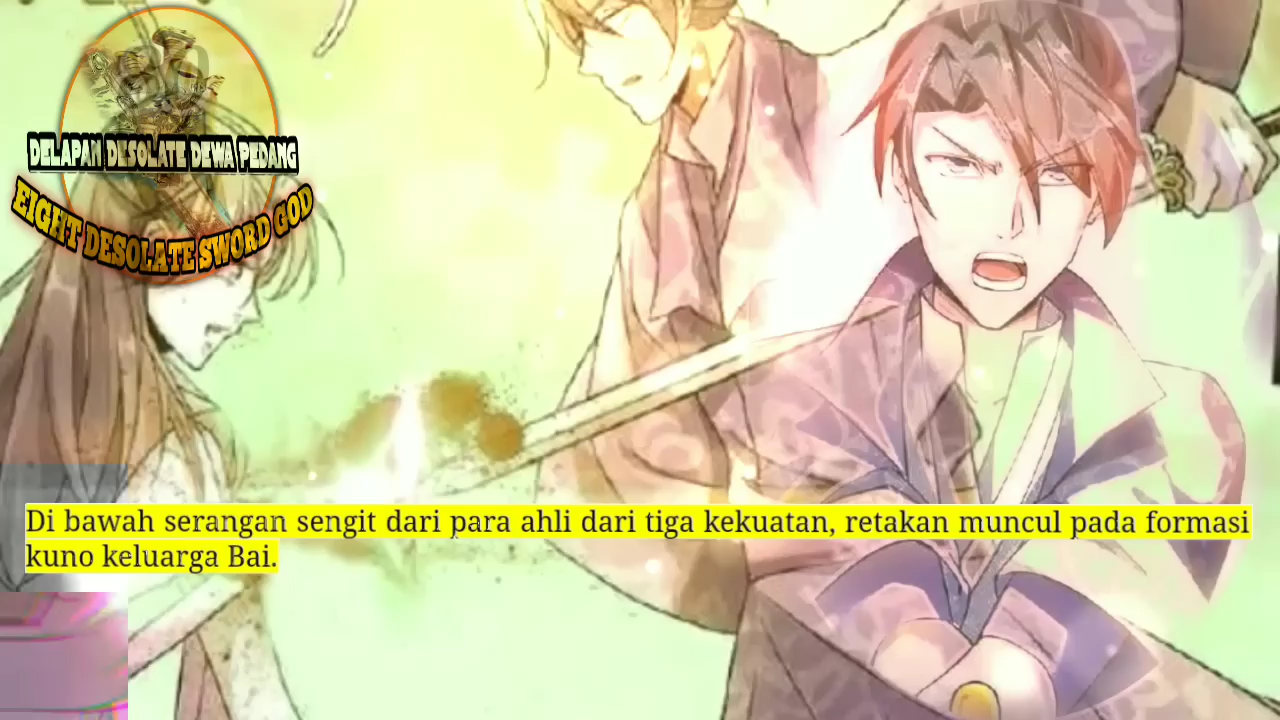 DELAPAN DESOLATE DEWA PEDANG
EIGHT DESOLATE SWORD GOD
Di bawah serangan sengit dari para ahli dari tiga kekuatan, retakan muncul pada formasi
kuno keluarga Bai.